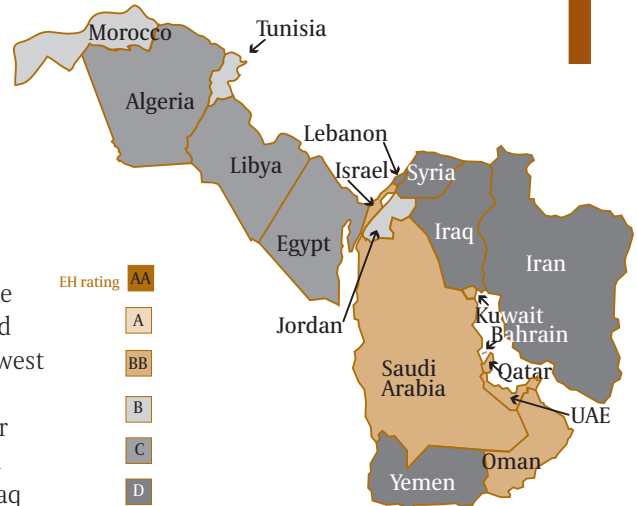 Morocco
Tunisia
Algeria
Lebanon
Libya
Israel
Syria
Egypt
Iraq
Iran
Jordan
Kuwait
Bahrain
Saudi
Arabia
Qatar
UAE
Oman
Yemen
EH rating
AA
A
BB
B
C
D
west